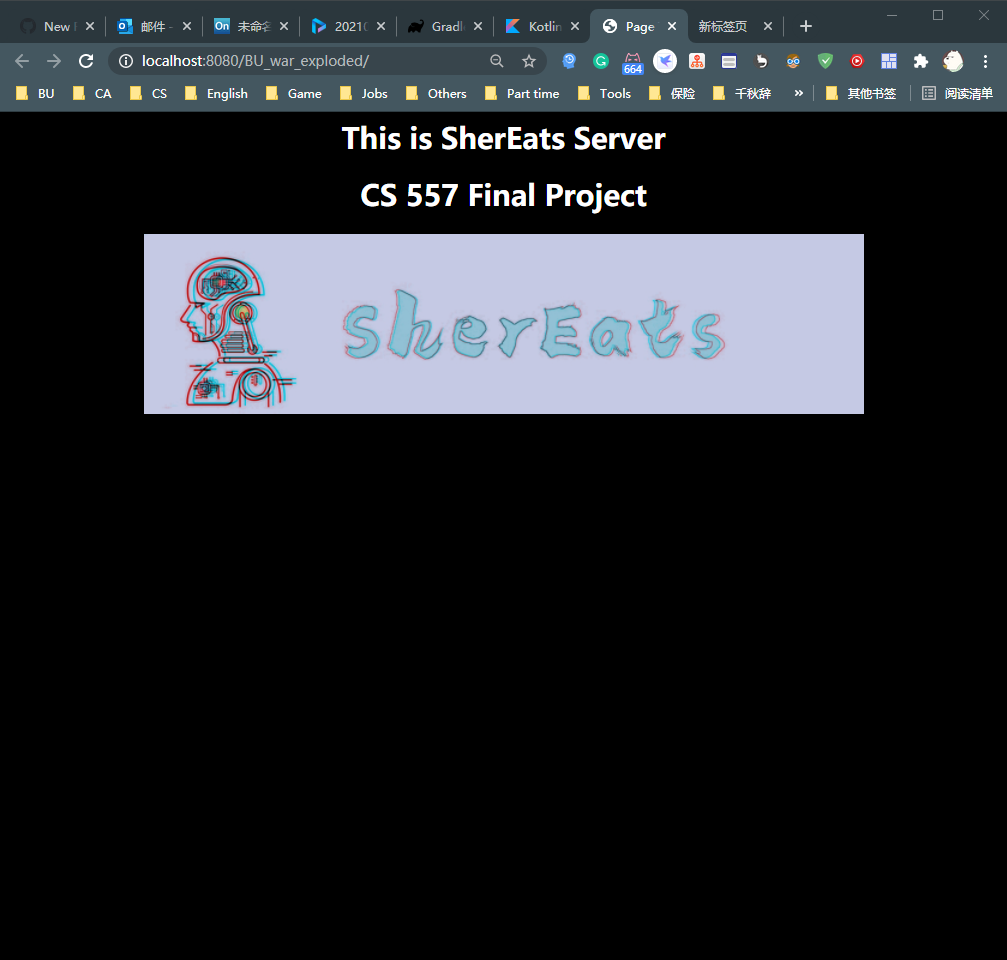 New
邮件 -
On
未命名
2021
Gradl
Kotlin
Page
新标签页
localhost:8080/BU_war_exploded/
664
BU
CA
CS
English
Game
Jobs
Others
Part time
Tools
保险
千秋辞
»
其他书签
阅读清单
This is SherEats Server
CS 557 Final Project
SherEats